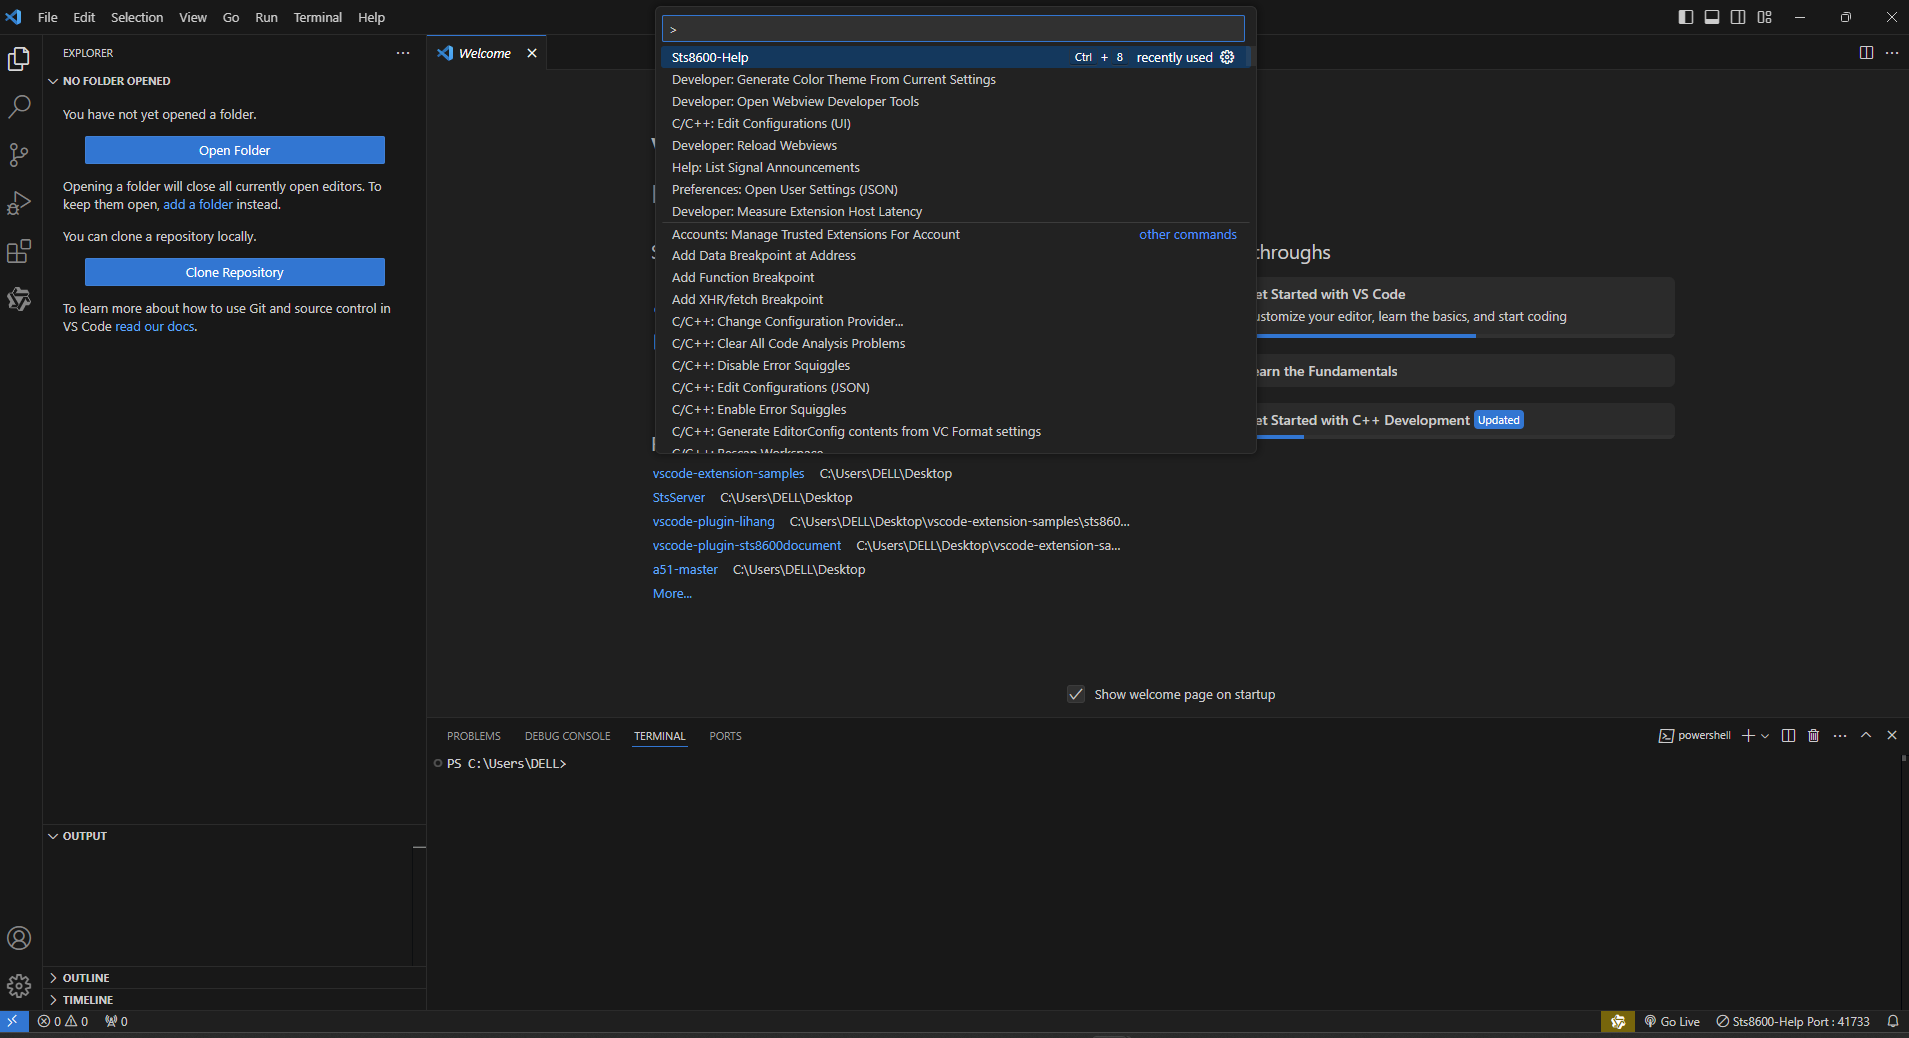 File Edit Selection View Go Run Terminal Help
>
Sts8600-Help Ctrl + 8 recently used
Developer: Generate Color Theme From Current Settings
Developer: Open Webview Developer Tools
C/C++: Edit Configurations (UI)
Developer: Reload Webviews
Help: List Signal Announcements
Preferences: Open User Settings (JSON)
Developer: Measure Extension Host Latency
Accounts: Manage Trusted Extensions For Account other commands
Add Data Breakpoint at Address
Add Function Breakpoint
Add XHR/fetch Breakpoint
C/C++: Change Configuration Provider...
C/C++: Clear All Code Analysis Problems
C/C++: Disable Error Squiggles
C/C++: Edit Configurations (JSON)
C/C++: Enable Error Squiggles
C/C++: Generate EditorConfig contents from VC Format settings
C/C++: Rescan Workspace
EXPLORER
NO FOLDER OPENED
You have not yet opened a folder.
Open Folder
Opening a folder will close all currently open editors. To
keep them open, add a folder instead.
You can clone a repository locally.
Clone Repository
To learn more about how to use Git and source control in
VS Code read our docs.
OUTPUT
OUTLINE
TIMELINE
Welcome
vscode-extension-samples C:\Users\DELL\Desktop
StsServer C:\Users\DELL\Desktop
vscode-plugin-lihang C:\Users\DELL\Desktop\vscode-extension-samples\sts860...
vscode-plugin-sts8600document C:\Users\DELL\Desktop\vscode-extension-sa...
a51-master C:\Users\DELL\Desktop
More...
throughs
et Started with VS Code
ustomize your editor, learn the basics, and start coding
earn the Fundamentals
et Started with C++ Development Updated
Show welcome page on startup
PROBLEMS DEBUG CONSOLE TERMINAL PORTS
powershell
PS C:\Users\DELL>
0 0 0
Go Live Sts8600-Help Port : 41733